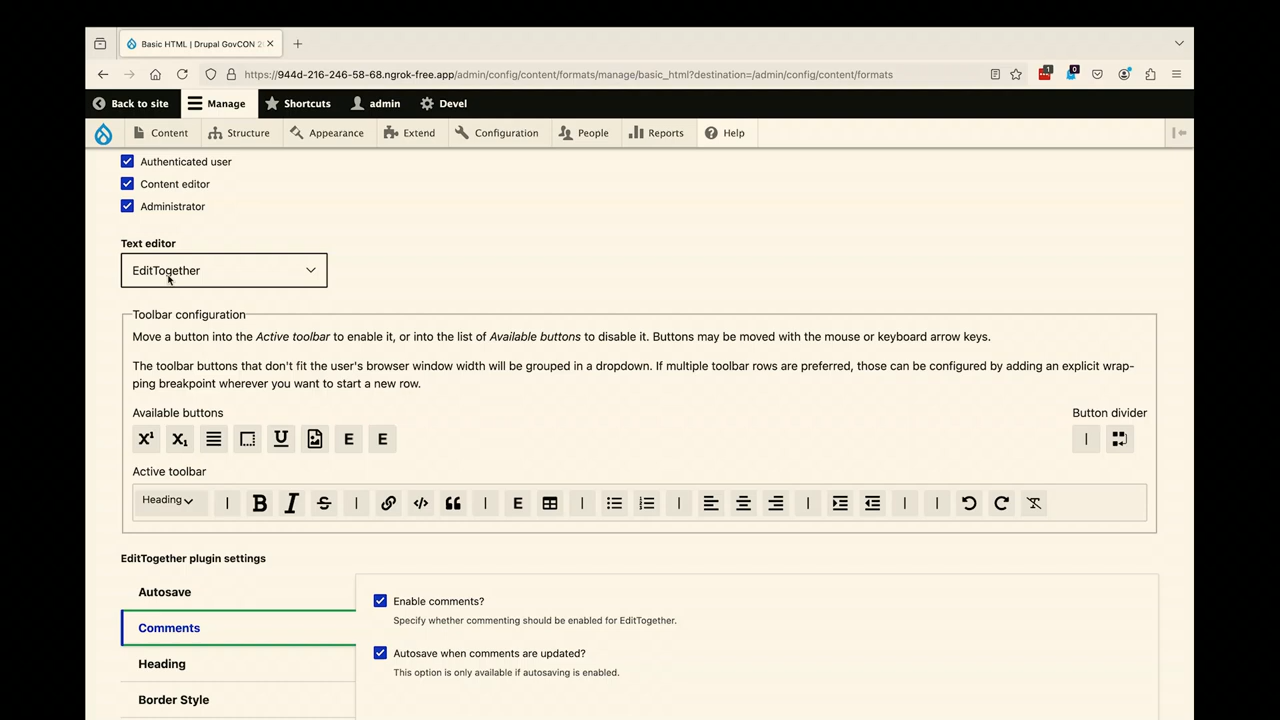 Basic HTML | Drupal GovCON 2
https://944d-216-246-58-68.ngrok-free.app/admin/config/content/formats/manage/basic_html?destination=/admin/config/content/formats
1
0
Back to site
Manage
Shortcuts
admin
Devel
Content
Structure
Appearance
Extend
Configuration
People
Reports
Help
Authenticated user
Content editor
Administrator
Text editor
EditTogether
Toolbar configuration
Move a button into the Active toolbar to enable it, or into the list of Available buttons to disable it. Buttons may be moved with the mouse or keyboard arrow keys.
The toolbar buttons that don't fit the user's browser window width will be grouped in a dropdown. If multiple toolbar rows are preferred, those can be configured by adding an explicit wrap-
ping breakpoint wherever you want to start a new row.
Available buttons
Button divider
E E
Active toolbar
Heading
E
EditTogether plugin settings
Autosave
Comments
Heading
Border Style
Enable comments?
Specify whether commenting should be enabled for EditTogether.
Autosave when comments are updated?
This option is only available if autosaving is enabled.